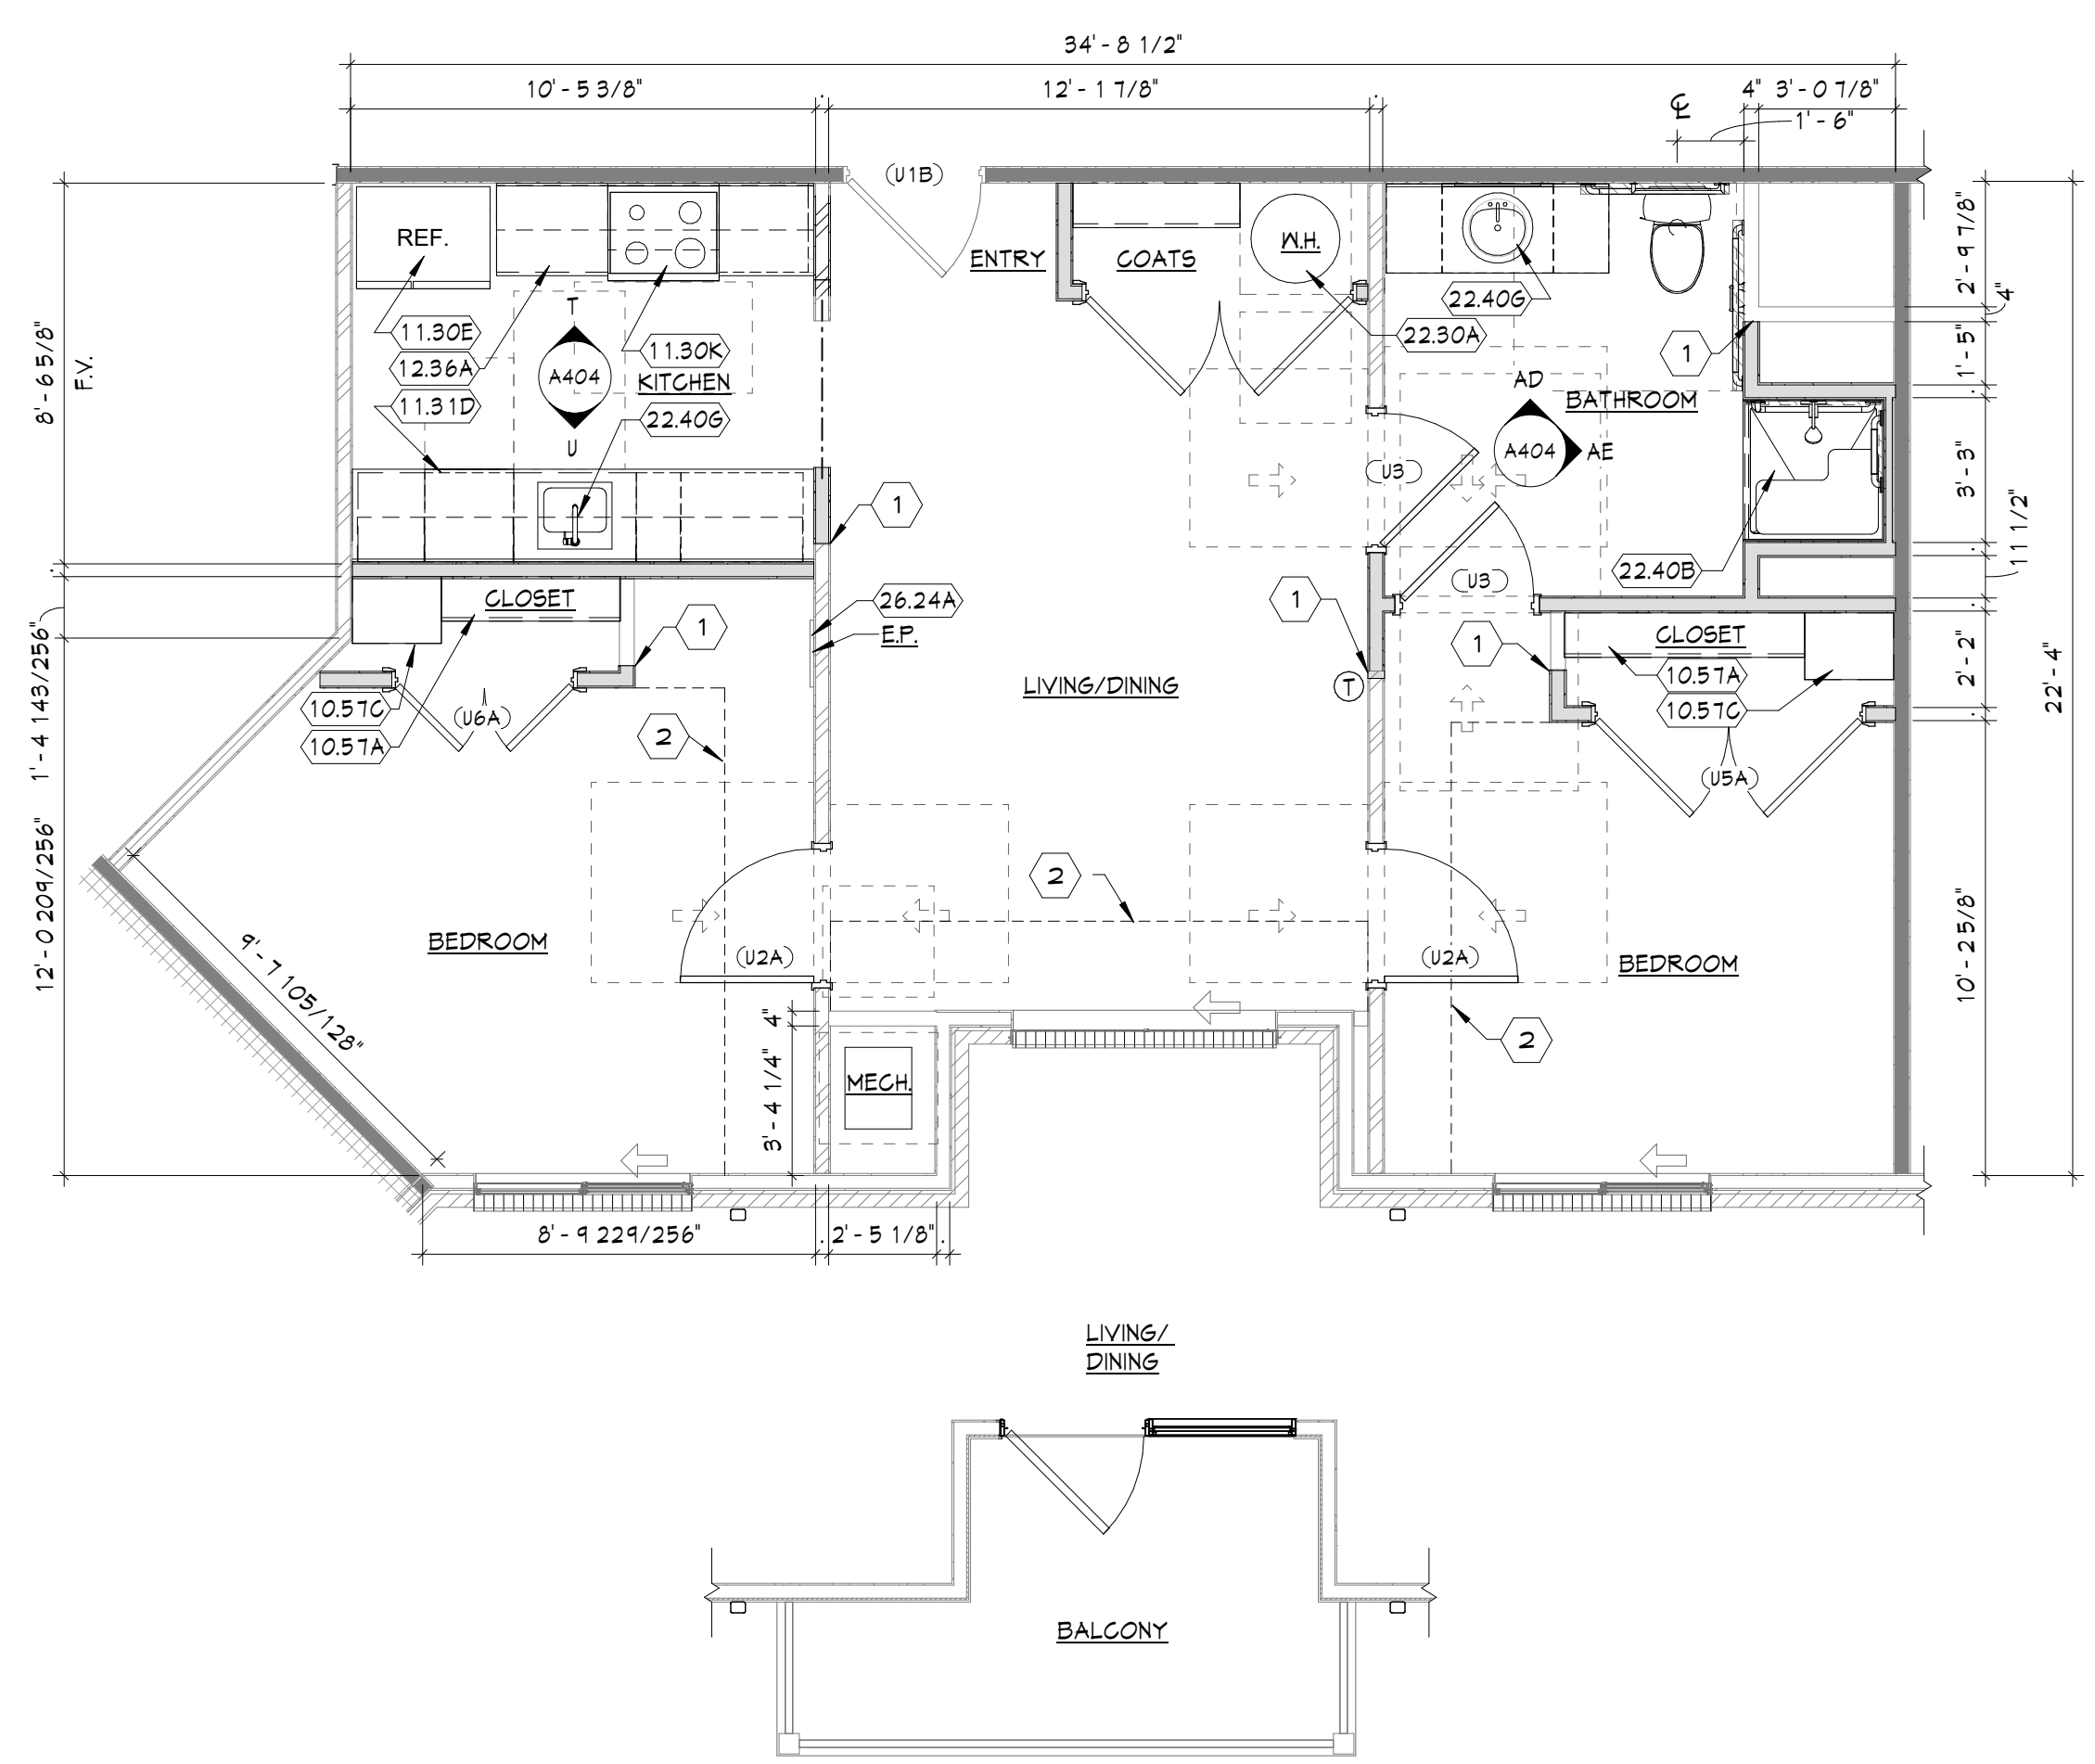 34'- 8 1/2"
10'- 5 3/8"
12'- 1 7/8"
4"
3'- 0 7/8"
℄
1'- 6"
(U1B)
REF.
ENTRY
COATS
W.H.
22.40G
22.30A
11.30E
12.36A
11.31D
T
A404
U
11.30K
KITCHEN
22.40G
1
AD
BATHROOM
A404
AE
(U3)
(U3)
22.40B
1
8'- 6 5/8"
F.V.
2'- 9 7/8"
4"
1'- 5"
3'- 3"
11 1/2"
2'- 2"
22'- 4"
10'- 2 5/8"
CLOSET
1
26.24A
E.P.
1
1
CLOSET
10.57A
10.57C
10.57C
10.57A
(U6A)
2
LIVING/DINING
T
(U5A)
1'- 4 143/256"
12'- 0 209/256"
9'- 7 105/128"
2
BEDROOM
(U2A)
(U2A)
BEDROOM
2
4"
3'- 4 1/4"
MECH.
8'- 9 229/256"
2'- 5 1/8"
LIVING/
DINING
BALCONY